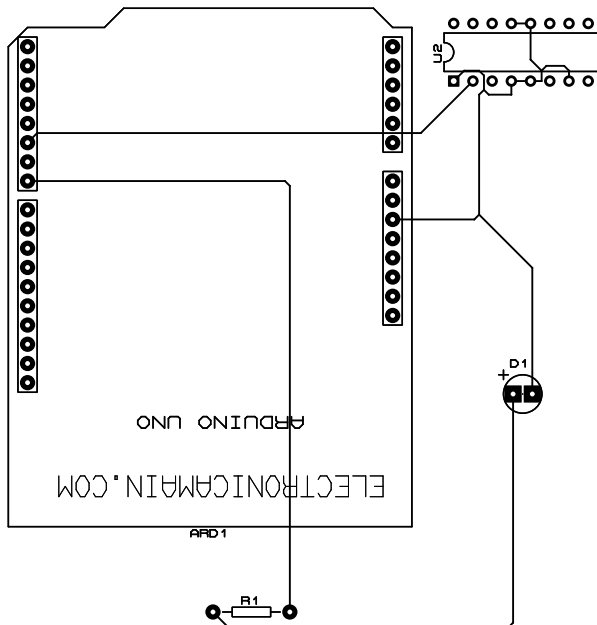 U2
D1
+
ARDUINO UNO
ELECTRONICAMAIN.COM
ARD1
R1